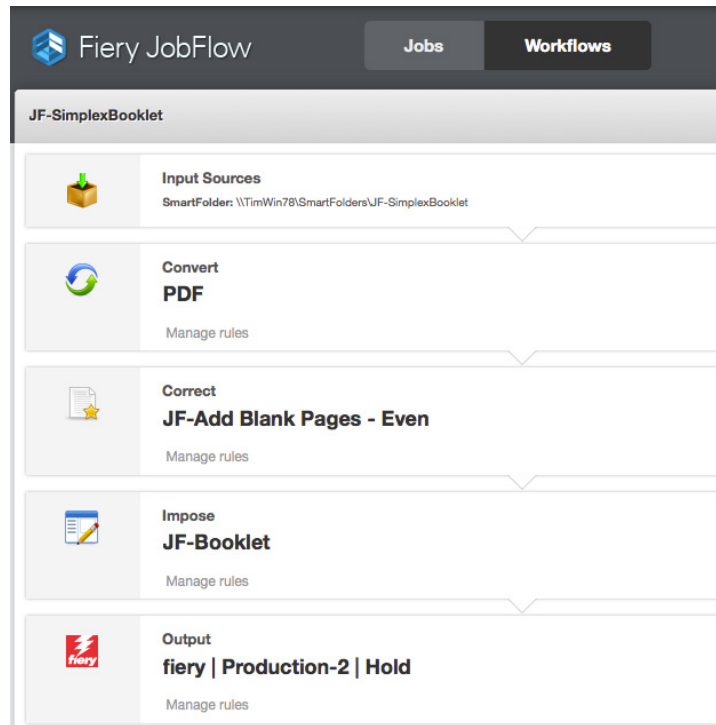 Fiery JobFlow
Jobs
Workflows
JF-SimplexBooklet
Input Sources
SmartFolder: \\TimWin78\SmartFolders\JF-SimplexBooklet
Convert
PDF
Manage rules
Correct
JF-Add Blank Pages - Even
Manage rules
Impose
JF-Booklet
Manage rules
fiery
Output
fiery | Production-2 | Hold
Manage rules